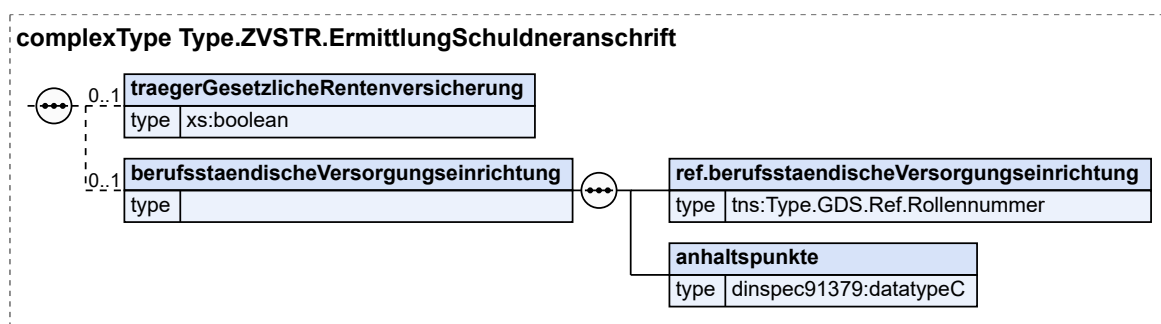 complexType Type.ZVSTR.ErmittlungSchuldneranschrift
0..1
traegerGesetzlicheRentenversicherung
type xs:boolean
0..1
berufsstaendischeVersorgungseinrichtung
type
ref.berufsstaendischeVersorgungseinrichtung
type tns:Type.GDS.Ref.Rollennummer
anhaltspunkte
type dinspec91379:datatypeC